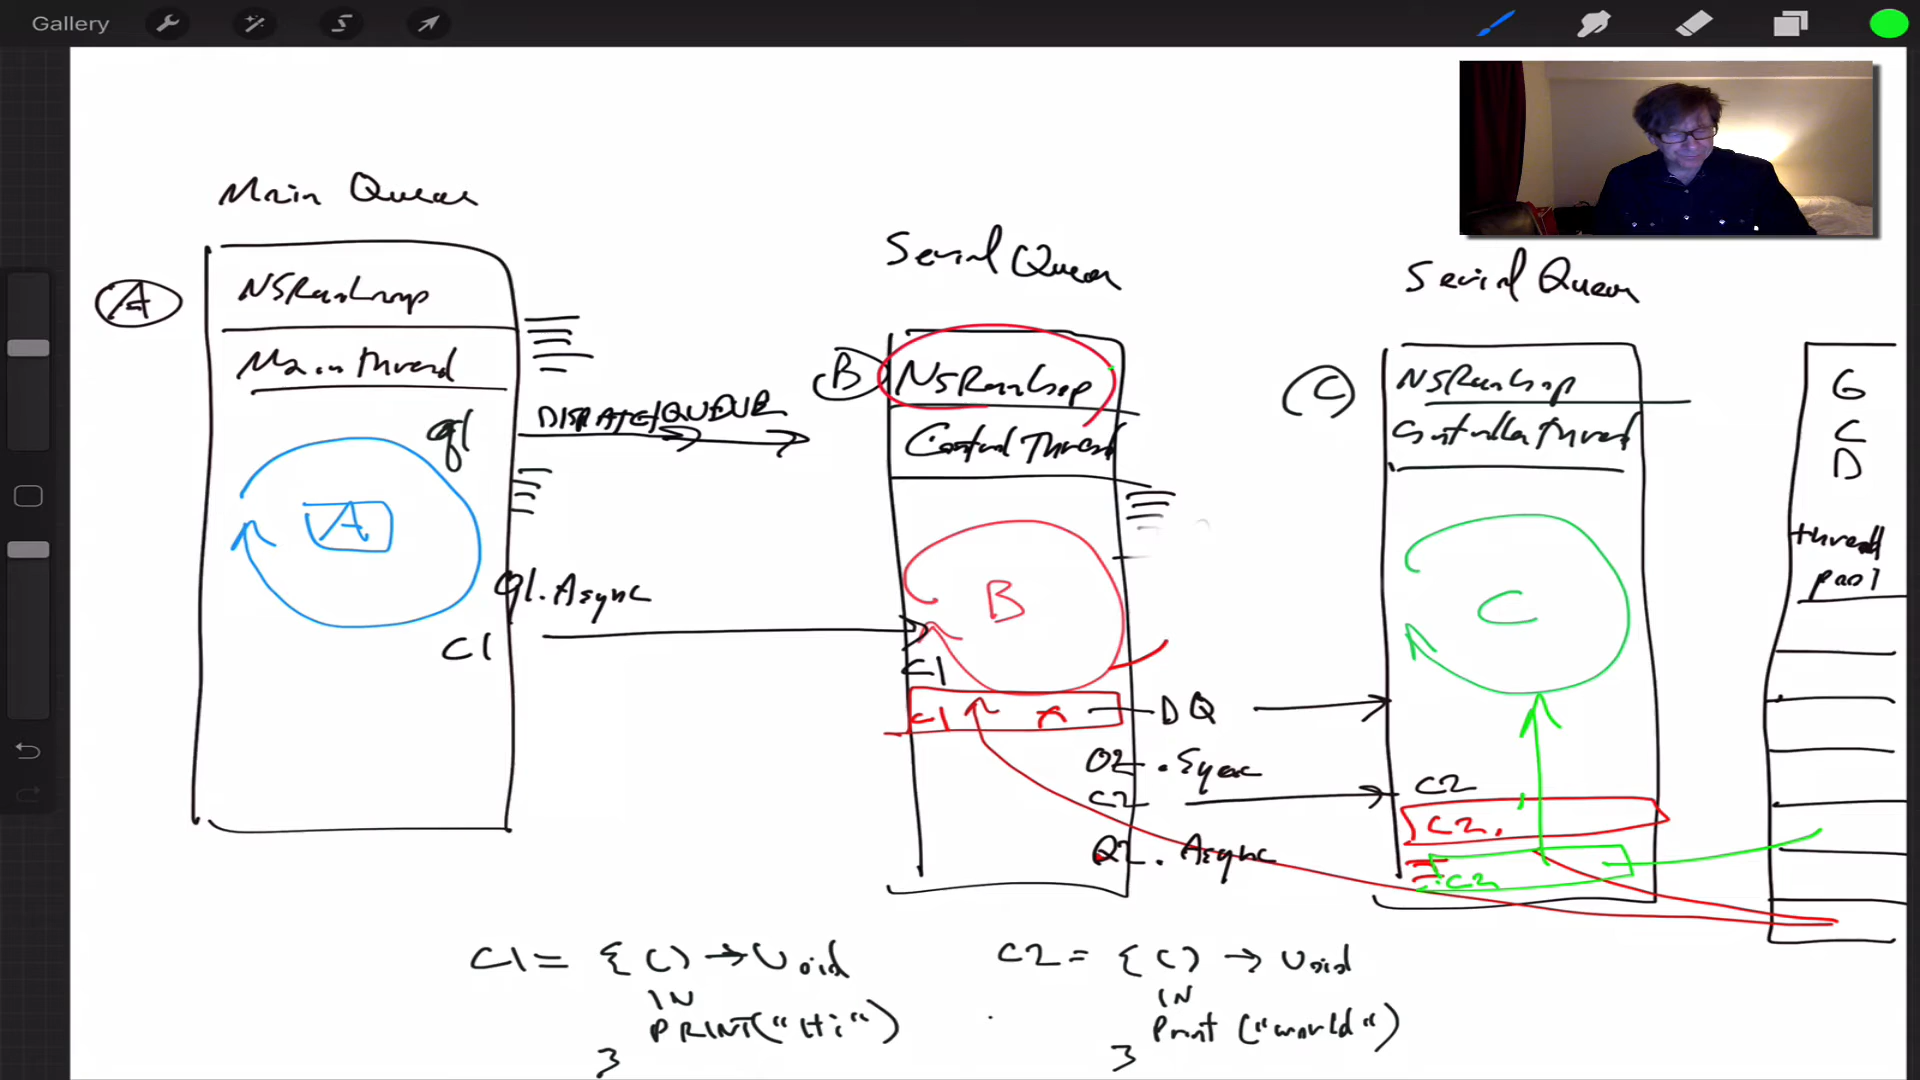 Gallery
Main Queue
A
NSRunLoop
Main Thread
q1
DISPATCHQUEUE
A
q1.Async
C1
Serial Queue
B
NSRunLoop
Control Thread
B
C1
C1
DQ
Q2.Sync
C2
Q2.Async
Serial Queue
C
NSRunLoop
Controller thread
C
C2
C2.
C2
G
C
D
thread
pool
C1 = { () → Void
IN
PRINT("Hi")
}
C2 = { () → Void
IN
Print ("world")
}